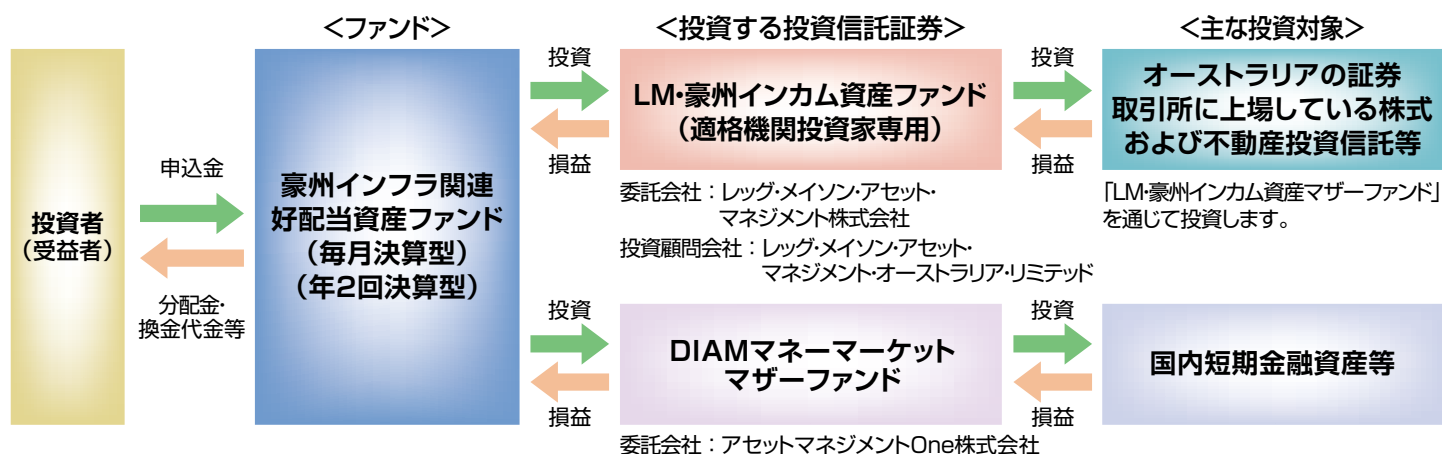 <ファンド>
<投資する投資信託証券>
<主な投資対象>
投資者
(受益者)
申込金
分配金・
換金代金等
豪州インフラ関連
好配当資産ファンド
(毎月決算型)
(年2回決算型)
投資
損益
LM・豪州インカム資産ファンド
(適格機関投資家専用)
委託会社:レッグ・メイソン・アセット・
マネジメント株式会社
投資顧問会社:レッグ・メイソン・アセット・
マネジメント・オーストラリア・リミテッド
投資
損益
オーストラリアの証券
取引所に上場している株式
および不動産投資信託等
「LM・豪州インカム資産マザーファンド」
を通じて投資します。
投資
損益
DIAMマネーマーケット
マザーファンド
委託会社:アセットマネジメントOne株式会社
投資
損益
国内短期金融資産等